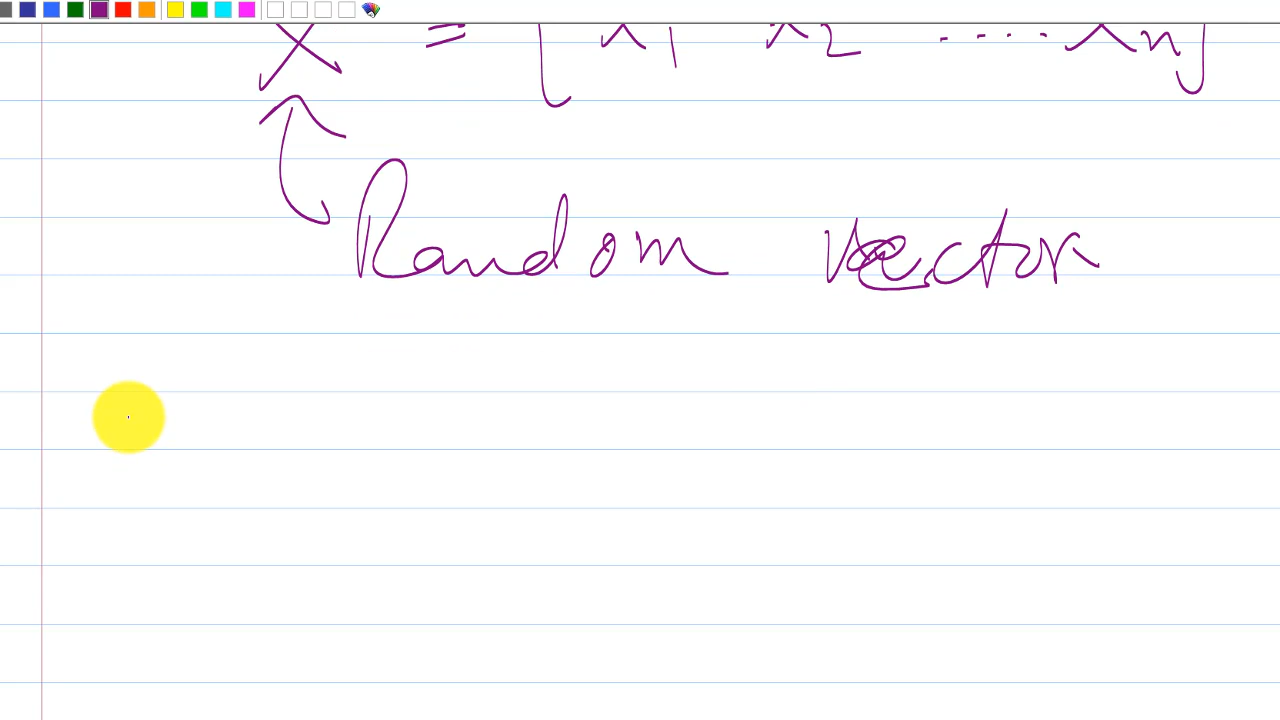 X = [ x1 x2 ..... xn]
Random vector